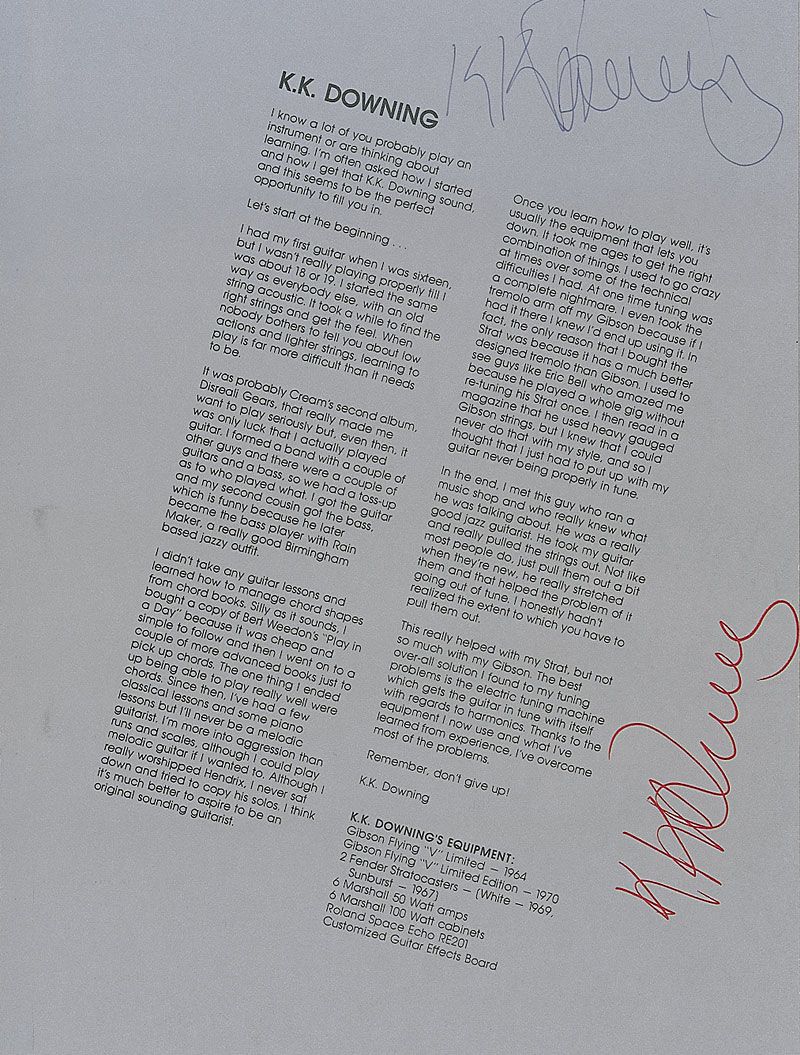 K.K. DOWNING
I know a lot of you probably play an
instrument or are thinking about
learning. I'm often asked how I started
and how I get that K.K. Downing sound,
and this seems to be the perfect
opportunity to fill you in.
Let's start at the beginning . . .
I had my first guitar when I was sixteen,
but I wasn't really playing properly till I
was about 18 or 19. I started the same
way as everybody else, with an old
string acoustic. It took a while to find the
right strings and get the feel. When
nobody bothers to tell you about low
actions and lighter strings, learning to
play is far more difficult than it needs
to be.
It was probably Cream's second album,
Disreali Gears, that really made me
want to play seriously but, even then, it
was only luck that I actually played
guitar. I formed a band with a couple of
other guys and there were a couple of
guitars and a bass, so we had a toss-up
as to who played what. I got the guitar
and my second cousin got the bass,
which is funny because he later
became the bass player with Rain
Maker, a really good Birmingham
based jazzy outfit.
I didn't take any guitar lessons and
learned how to manage chord shapes
from chord books. Silly as it sounds, I
bought a copy of Bert Weedon's "Play in
a Day" because it was cheap and
simple to follow and then I went on to a
couple of more advanced books just to
pick up chords. The one thing I ended
up being able to play really well were
chords. Since then, I've had a few
classical lessons and some piano
lessons but I'll never be a melodic
guitarist. I'm more into aggression than
runs and scales, although I could play
melodic guitar if I wanted to. Although I
really worshipped Hendrix, I never sat
down and tried to copy his solos. I think
it's much better to aspire to be an
original sounding guitarist.
Once you learn how to play well, it's
usually the equipment that lets you
down. It took me ages to get the right
combination of things. I used to go crazy
at times over some of the technical
difficulties I had. At one time tuning was
a complete nightmare. I even took the
tremolo arm off my Gibson because if I
had it there I knew I'd end up using it. In
fact, the only reason that I bought the
Strat was because it has a much better
designed tremolo than Gibson. I used to
see guys like Eric Bell who amazed me
because he played a whole gig without
re-tuning his Strat once. I then read in a
magazine that he used heavy gauged
Gibson strings, but I knew that I could
never do that with my style, and so I
thought that I just had to put up with my
guitar never being properly in tune.
In the end, I met this guy who ran a
music shop and who really knew what
he was talking about. He was a really
good jazz guitarist. He took my guitar
and really pulled the strings out. Not like
most people do, just pull them out a bit
when they're new, he really stretched
them and that helped the problem of it
going out of tune. I honestly hadn't
realized the extent to which you have to
pull them out.
This really helped with my Strat, but not
so much with my Gibson. The best
over-all solution I found to my tuning
problems is the electric tuning machine
which gets the guitar in tune with itself
with regards to harmonics. Thanks to the
equipment I now use and what I've
learned from experience, I've overcome
most of the problems.
Remember, don't give up!
K.K. Downing
K.K. DOWNING'S EQUIPMENT:
Gibson Flying "V" Limited – 1964
Gibson Flying "V" Limited Edition – 1970
2 Fender Stratocasters – (White – 1969,
Sunburst – 1967)
6 Marshall 50 Watt amps
6 Marshall 100 Watt cabinets
Roland Space Echo RE201
Customized Guitar Effects Board
KK Downing
KK Downing